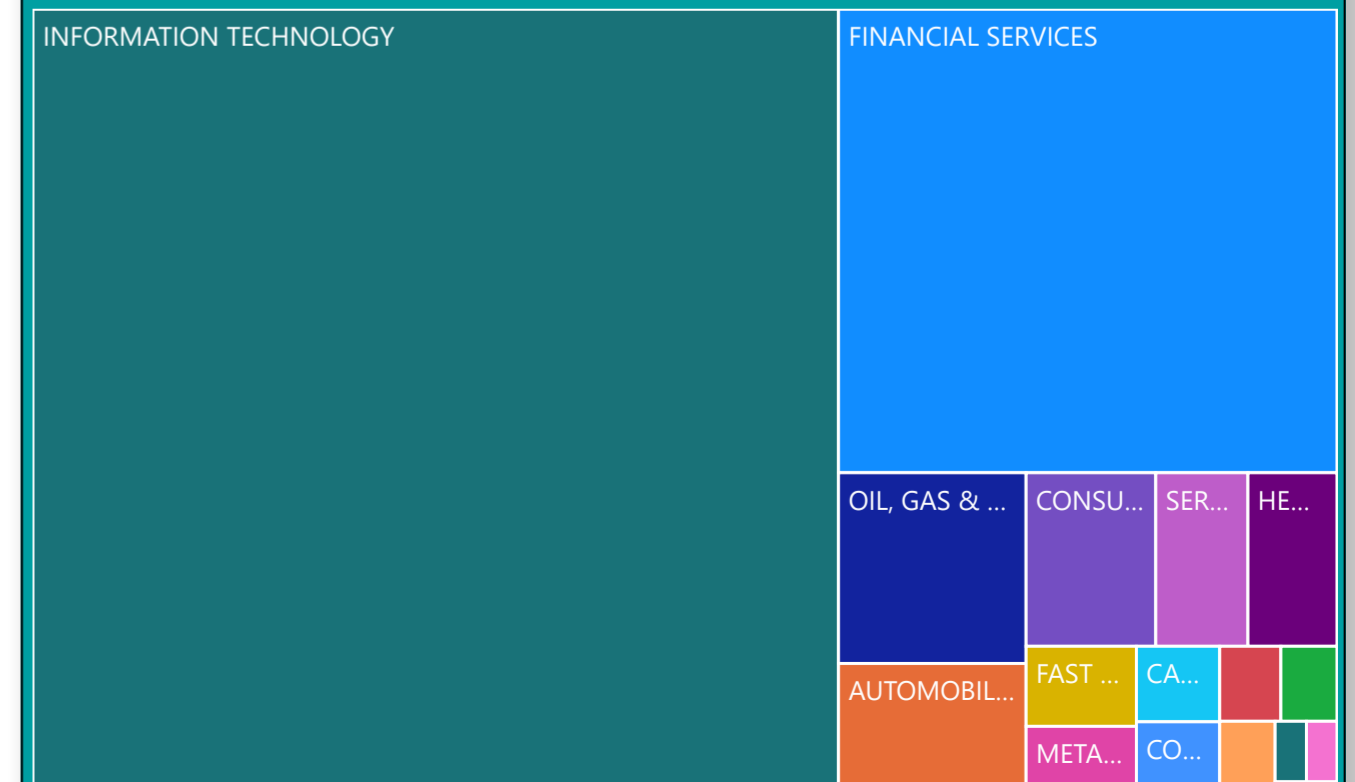 INFORMATION TECHNOLOGY
FINANCIAL SERVICES
OIL, GAS & ...
CONSU...
SER...
HE...
AUTOMOBIL...
FAST ...
CA...
META...
CO...